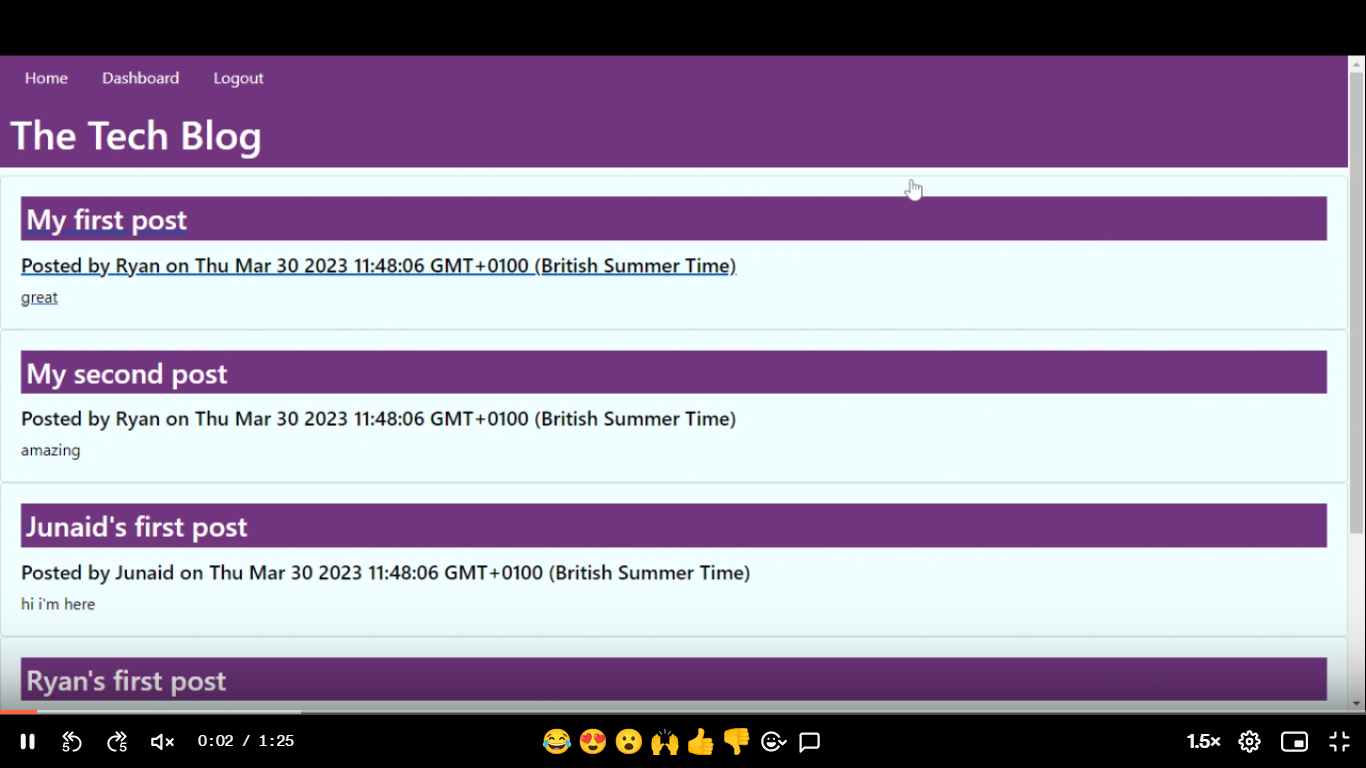 Home Dashboard Logout
The Tech Blog
My first post
Posted by Ryan on Thu Mar 30 2023 11:48:06 GMT+0100 (British Summer Time)
great
My second post
Posted by Ryan on Thu Mar 30 2023 11:48:06 GMT+0100 (British Summer Time)
amazing
Junaid's first post
Posted by Junaid on Thu Mar 30 2023 11:48:06 GMT+0100 (British Summer Time)
hi i'm here
Ryan's first post
5 5 0:02 / 1:25 1.5×